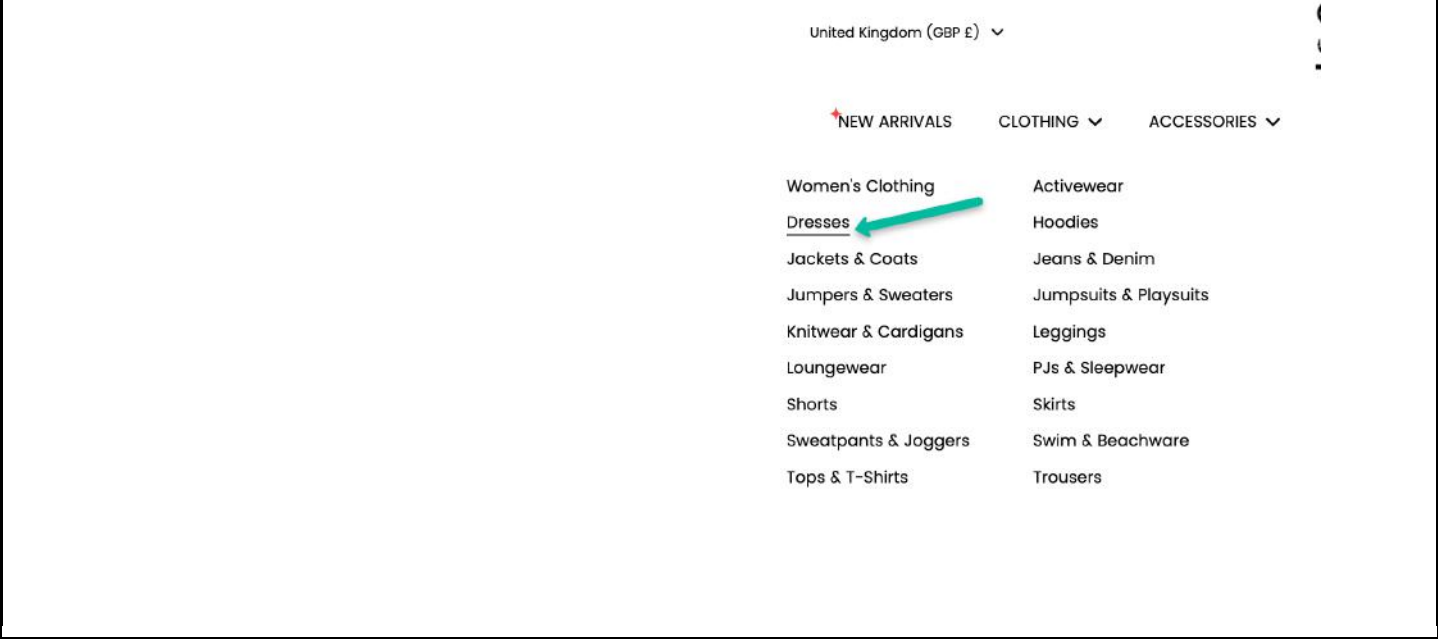 United Kingdom (GBP £)
NEW ARRIVALS CLOTHING ACCESSORIES
Women's Clothing Activewear
Dresses Hoodies
Jackets & Coats Jeans & Denim
Jumpers & Sweaters Jumpsuits & Playsuits
Knitwear & Cardigans Leggings
Loungewear PJs & Sleepwear
Shorts Skirts
Sweatpants & Joggers Swim & Beachware
Tops & T-Shirts Trousers